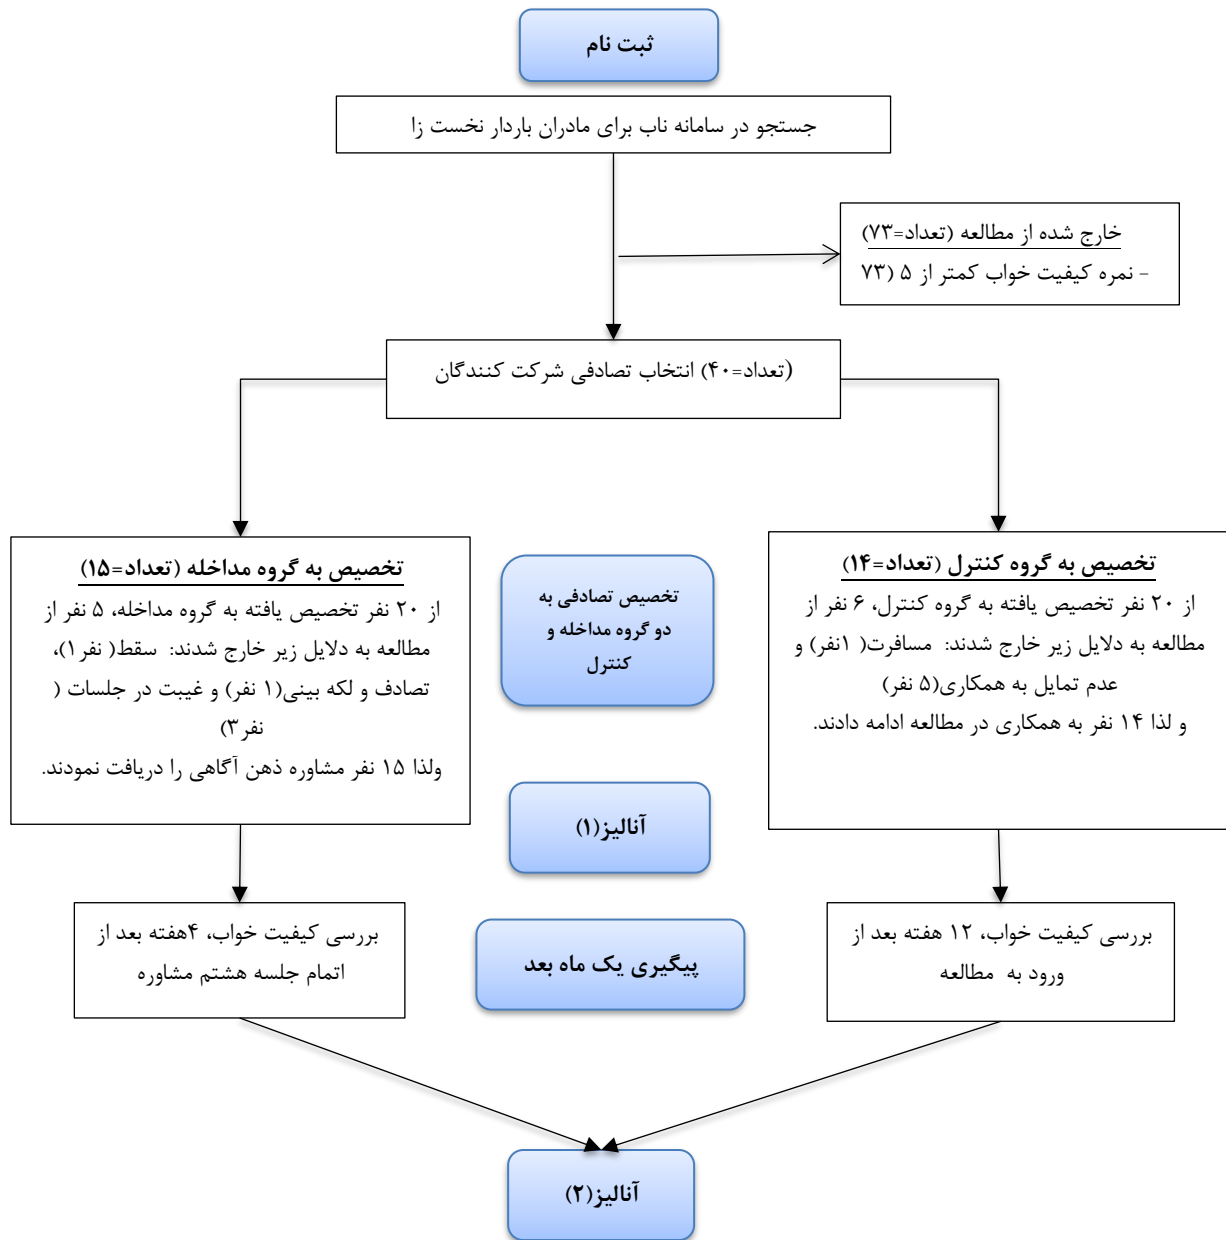 ثبت نام
جستجو در سامانه ناب برای مادران باردار نخست زا
خارج شده از مطالعه (تعداد=۷۳)
- نمره کیفیت خواب کمتر از ۵ (۷۳
(تعداد=۴۰) انتخاب تصادفی شرکت کنندگان
تخصیص به گروه کنترل (تعداد=۱۴)
از ۲۰ نفر تخصیص یافته به گروه کنترل، ۶ نفر از
مطالعه به دلایل زیر خارج شدند: مسافرت( ۱نفر) و
عدم تمایل به همکاری(۵ نفر)
و لذا ۱۴ نفر به همکاری در مطالعه ادامه دادند.
تخصیص تصادفی به
دو گروه مداخله و
کنترل
تخصیص به گروه مداخله (تعداد=۱۵)
از ۲۰ نفر تخصیص یافته به گروه مداخله، ۵ نفر از
مطالعه به دلایل زیر خارج شدند: سقط( نفر۱)،
تصادف و لکه بینی(۱ نفر) و غیبت در جلسات (
نفر۳)
ولذا ۱۵ نفر مشاوره ذهن آگاهی را دریافت نمودند.
آنالیز(۱)
بررسی کیفیت خواب، ۱۲ هفته بعد از
ورود به مطالعه
پیگیری یک ماه بعد
بررسی کیفیت خواب، ۴هفته بعد از
اتمام جلسه هشتم مشاوره
آنالیز(۲)